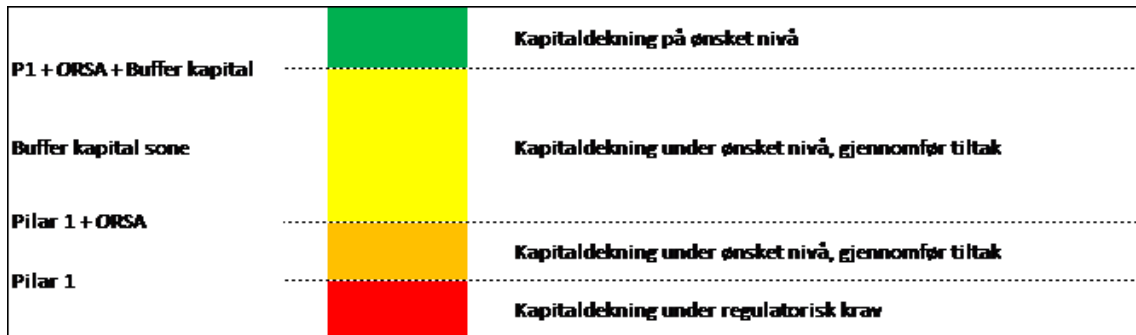 Kapitaldekning på ønsket nivå
P1 + ORSA + Buffer kapital
Buffer kapital sone
Kapitaldekning under ønsket nivå, gjennomfør tiltak
Pilar 1 + ORSA
Kapitaldekning under ønsket nivå, gjennomfør tiltak
Pilar 1
Kapitaldekning under regulatorisk krav